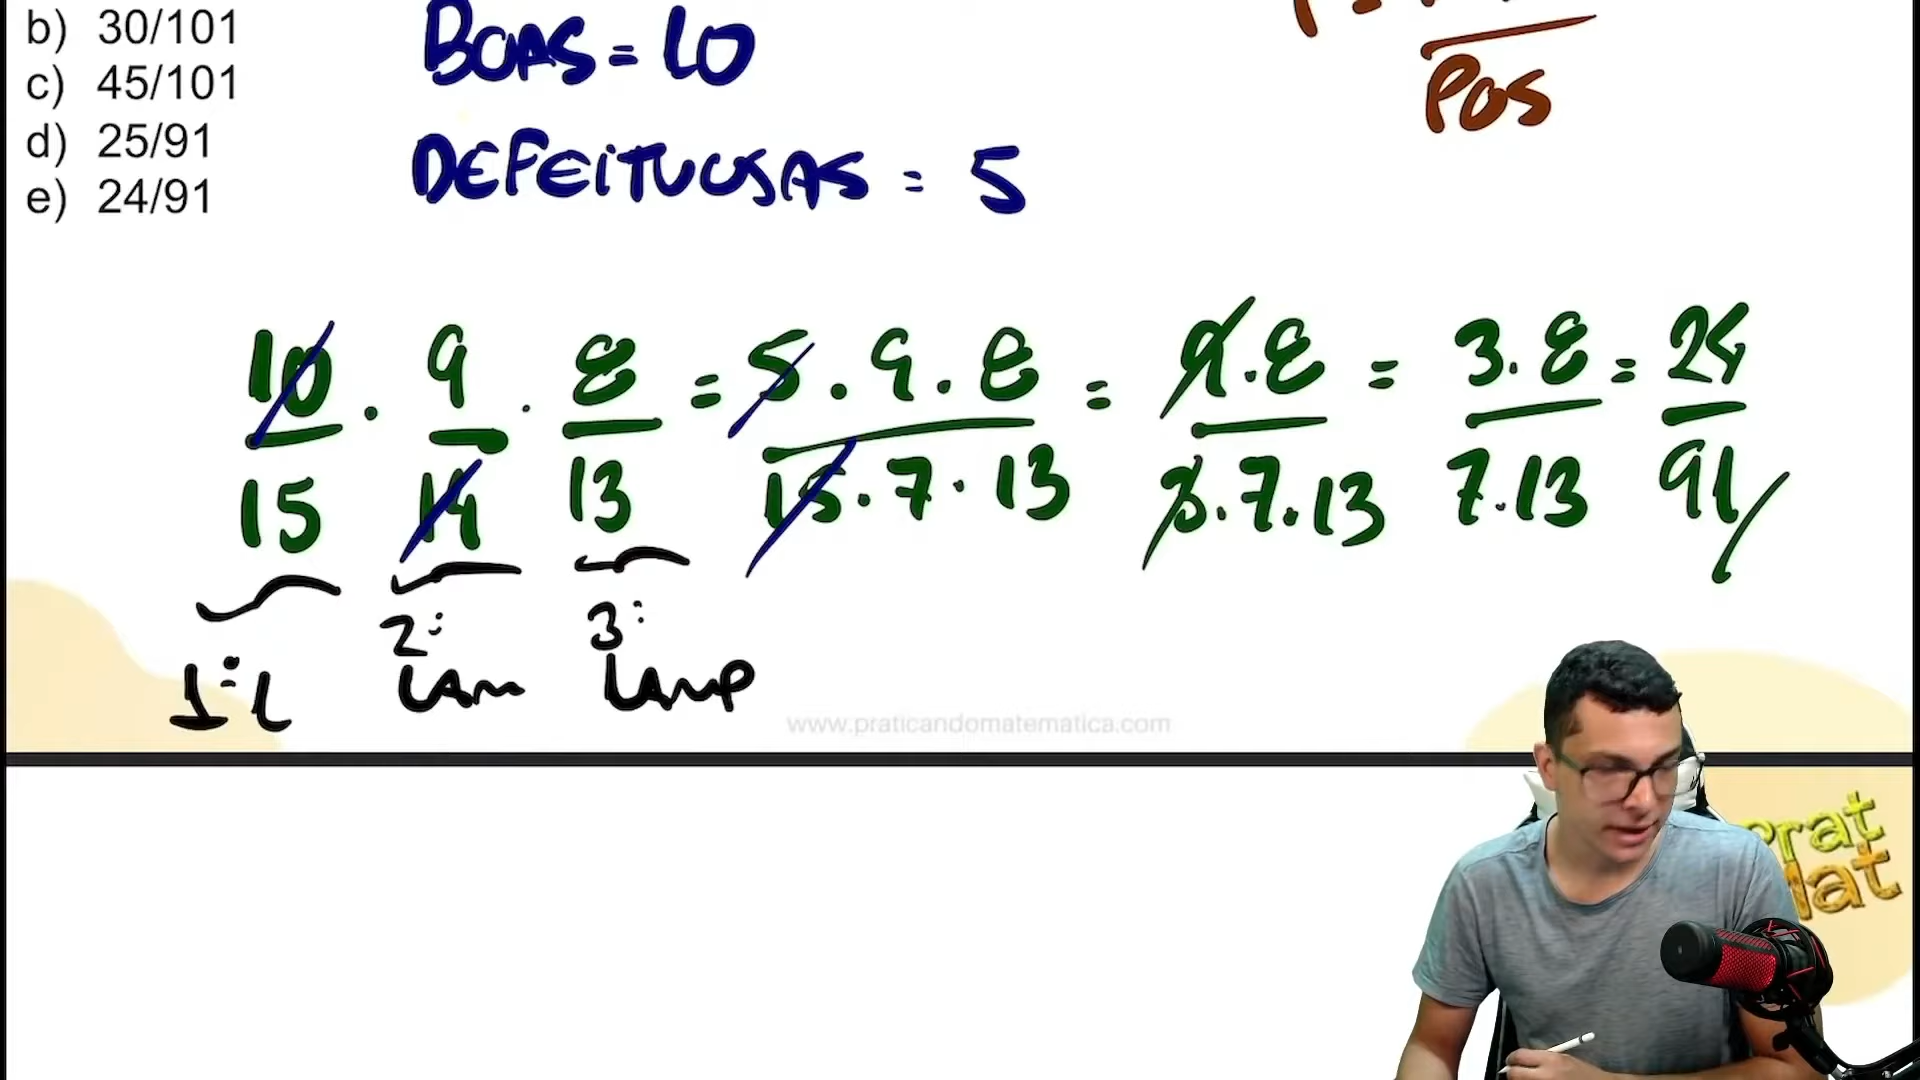 b) 30/101
c) 45/101
d) 25/91
e) 24/91
BOAS = 10
DEFEITUOSAS = 5
POS
10/15 . 9/14 . 8/13 = 5.9.8/15.7.13 = 9.8/3.7.13 = 3.8/7.13 = 24/91
1ª L
2ª LAM
3ª LAMP
www.praticandomatematica.com
Prat
Mat